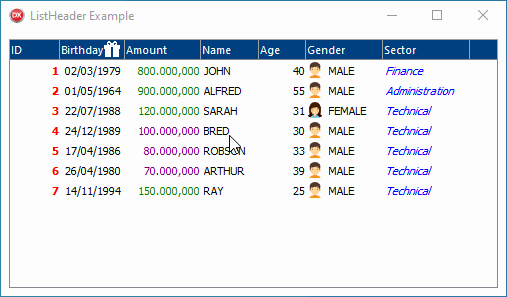 DX ListHeader Example
ID Birthday Amount Name Age Gender Sector
1 02/03/1979 800.000,000 JOHN 40 MALE Finance
2 01/05/1964 900.000,000 ALFRED 55 MALE Administration
3 22/07/1988 120.000,000 SARAH 31 FEMALE Technical
4 24/12/1989 100.000,000 BRED 30 MALE Technical
5 17/04/1986 80.000,000 ROBSON 33 MALE Technical
6 26/04/1980 70.000,000 ARTHUR 39 MALE Technical
7 14/11/1994 150.000,000 RAY 25 MALE Technical